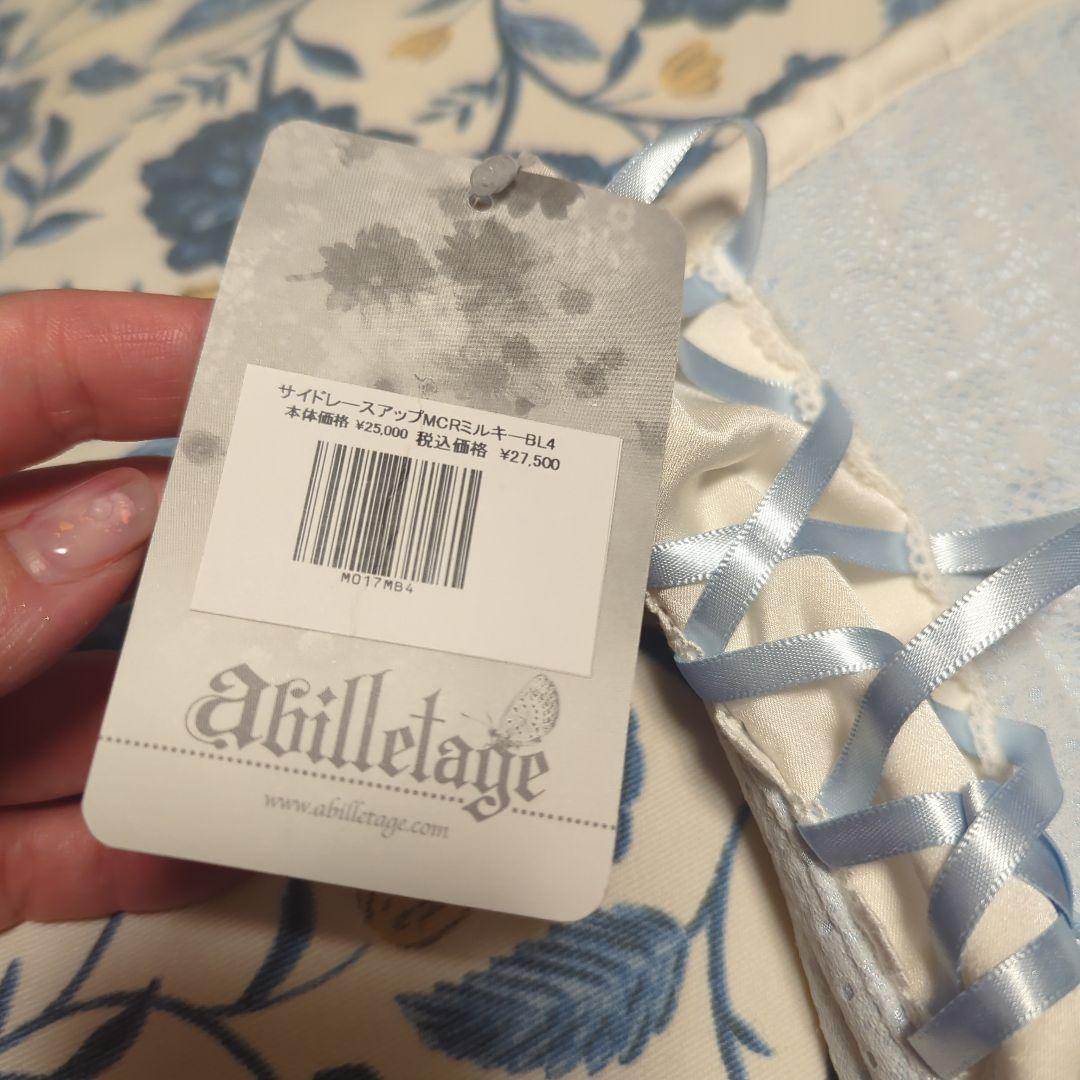 サイドレースアップMCRミルキーBL4
本体価格 ¥25,000 税込価格 ¥27,500
M017MB4
abilletage
www.abilletage.com